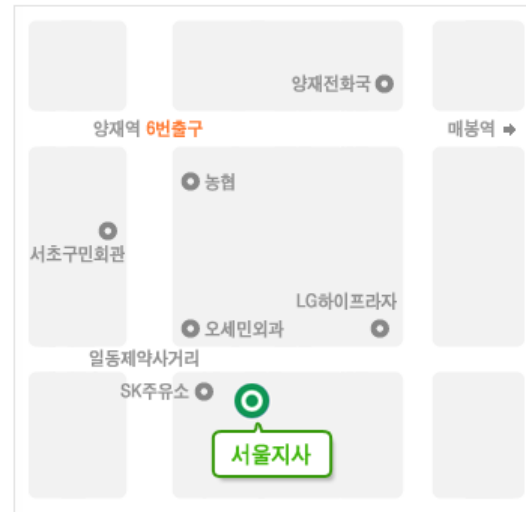 양재전화국
양재역 6번출구
매봉역
농협
서초구민회관
LG하이프라자
오세민외과
일동제약사거리
SK주유소
서울지사